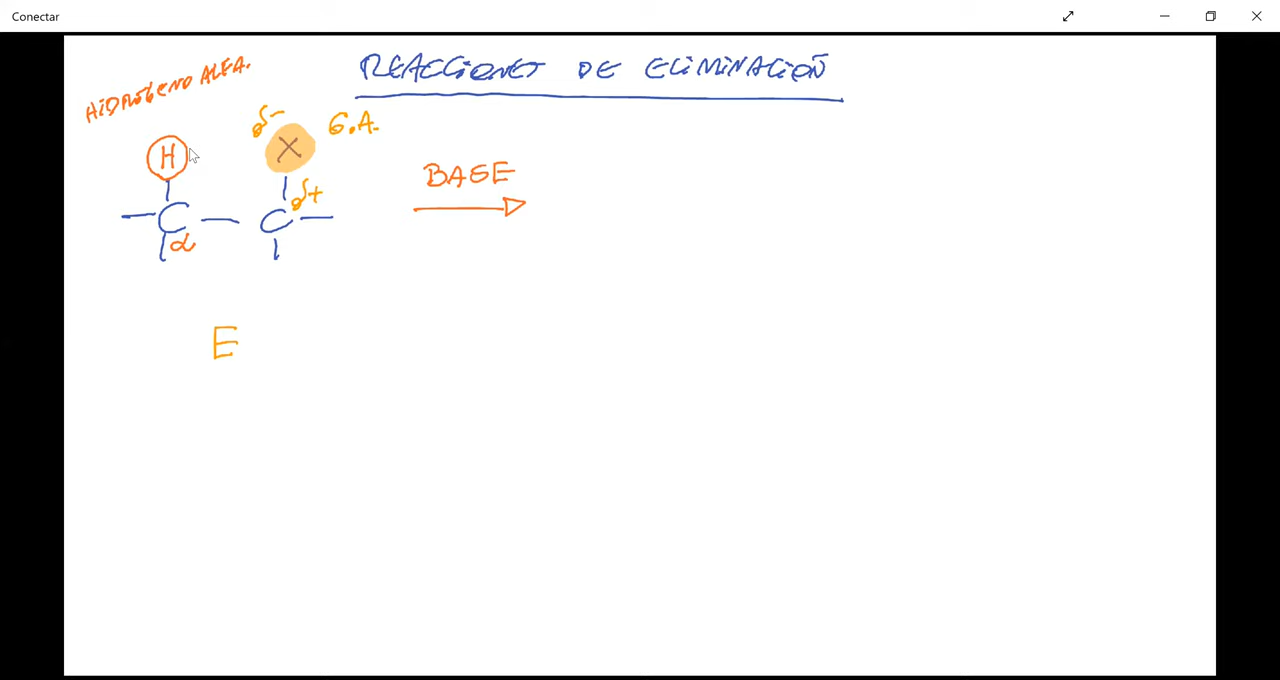 Conectar
REACCIONES DE ELIMINACIÓN
HIDRÓGENO ALFA.
δ- G.A.
H X
δ+
BASE
C C
α
E